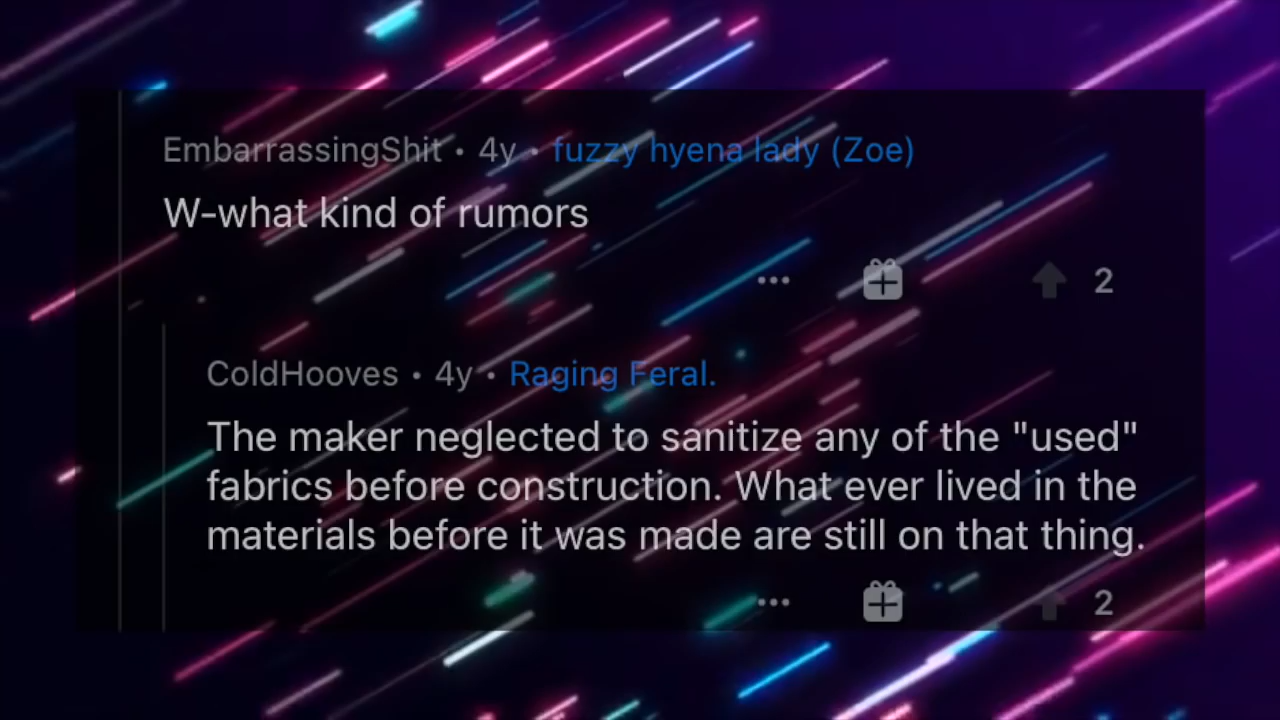 EmbarrassingShit • 4y • fuzzy hyena lady (Zoe)
W-what kind of rumors
2
ColdHooves • 4y • Raging Feral.
The maker neglected to sanitize any of the "used"
fabrics before construction. What ever lived in the
materials before it was made are still on that thing.
2